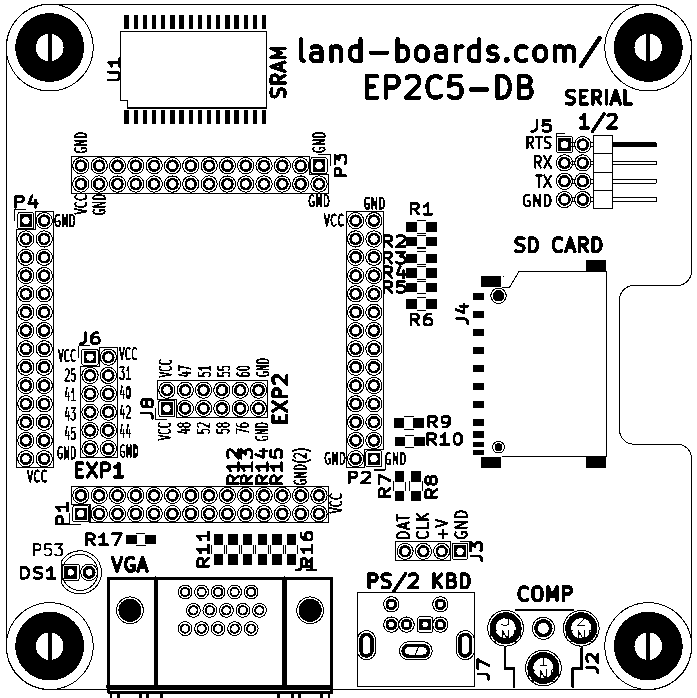 land-boards.com/
EP2C5-DB
U1
SRAM
SERIAL
1/2
J5
RTS
RX
TX
GND
GND
GND
P3
VCC
GND
GND
P4
GND
GND
VCC
R1
R2
R3
R4
R5
R6
SD CARD
J4
J6
VCC VCC
25 31
41 40
43 42
45 44
GND GND
EXP1
VCC
VCC 47 51 55 60 GND
J8
EXP2
VCC 48 52 58 76 GND
R9
R10
GND GND
P2
R12
R13
R14
R15
GND(2)
VCC
P1
R7
R8
R17
R11
R16
DAT
CLK
+V
GND
J3
P53
DS1
VGA
J1
PS/2 KBD
J7
COMP
J2